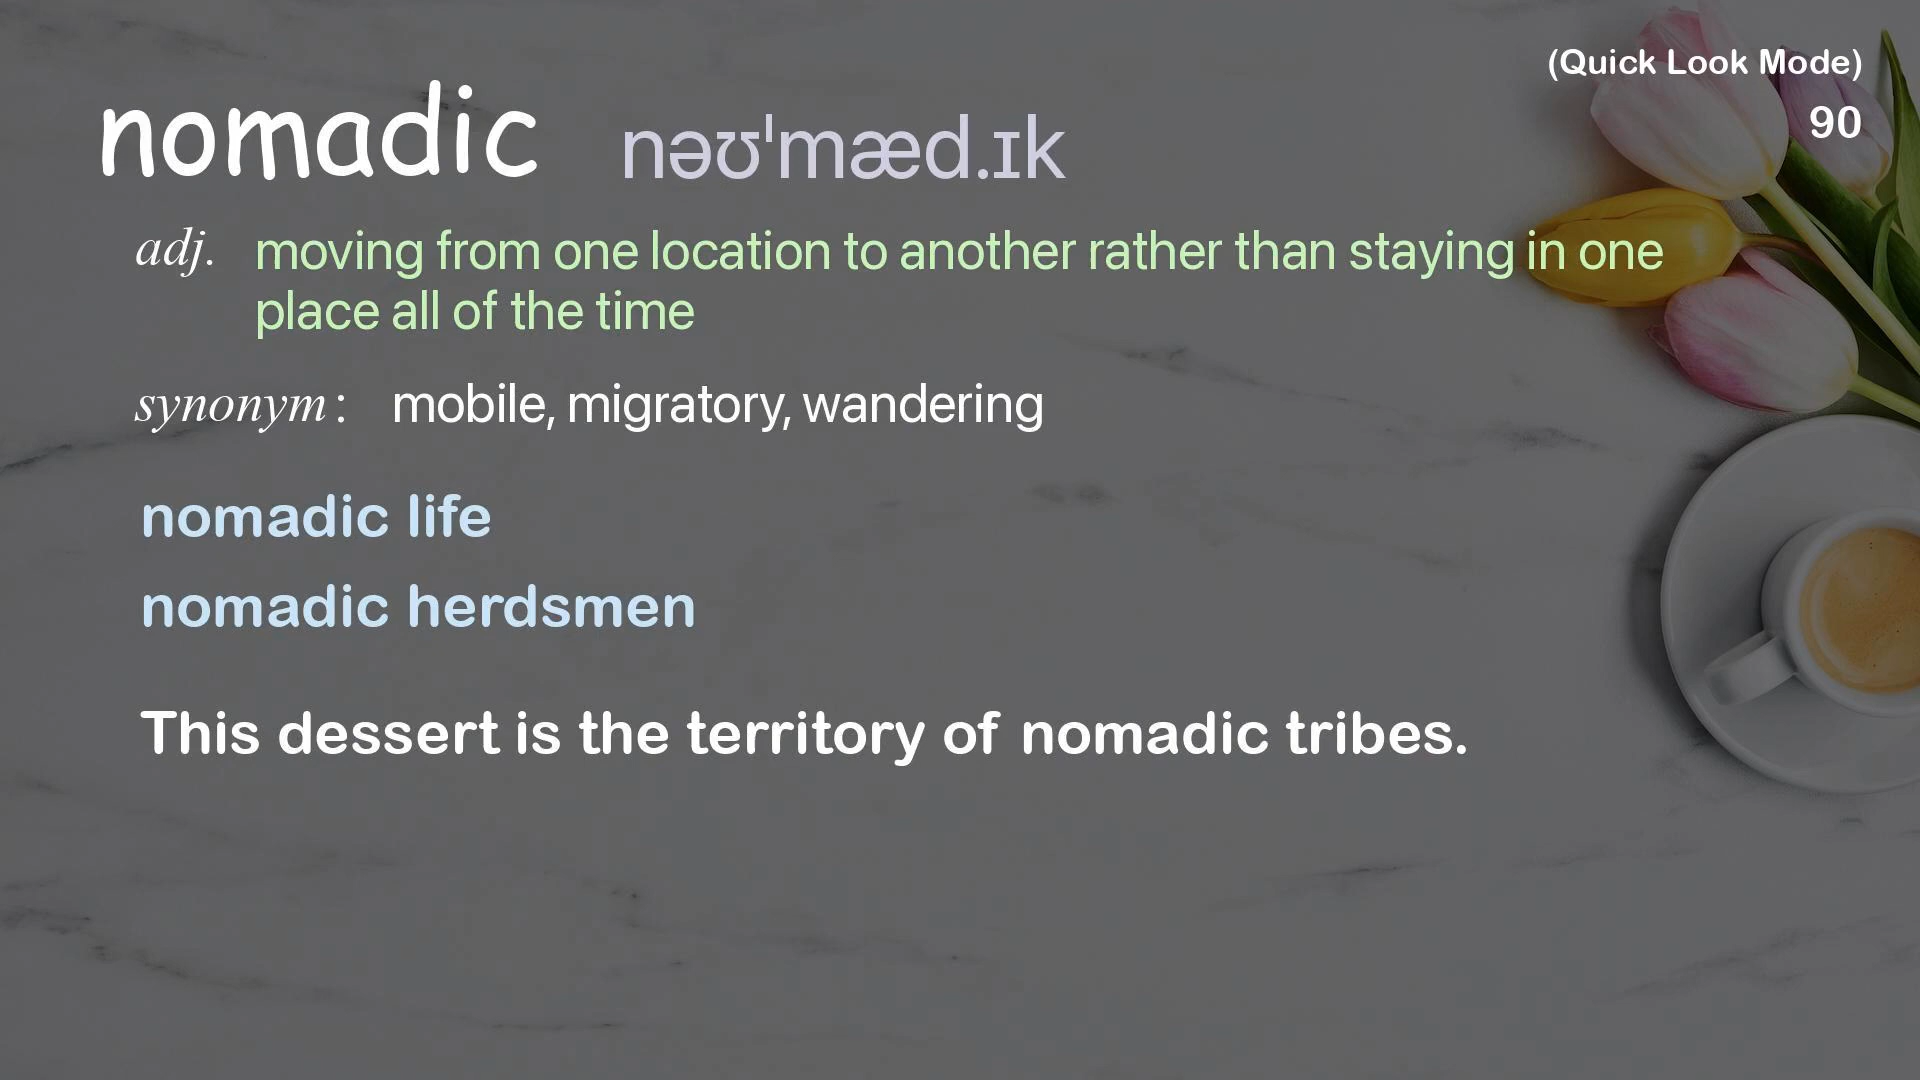 (Quick Look Mode)
90
nomadic nəʊˈmæd.ɪk
adj. moving from one location to another rather than staying in one
place all of the time
synonym: mobile, migratory, wandering
nomadic life
nomadic herdsmen
This dessert is the territory of nomadic tribes.